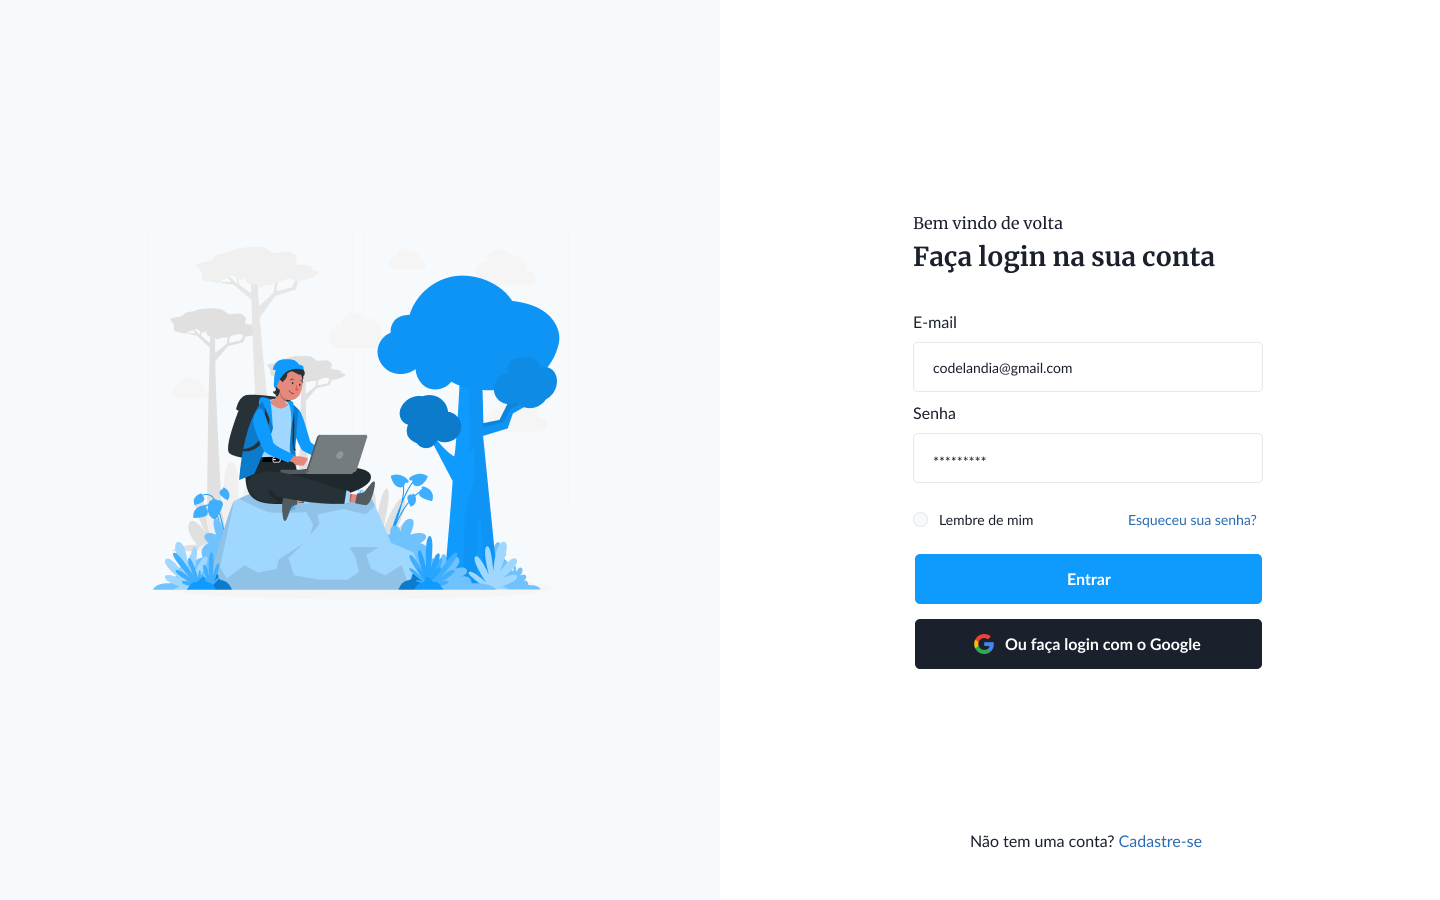 Bem vindo de volta
Faça login na sua conta
E-mail
codelandia@gmail.com
Senha
*********
Lembre de mim
Esqueceu sua senha?
Entrar
Ou faça login com o Google
Não tem uma conta? Cadastre-se